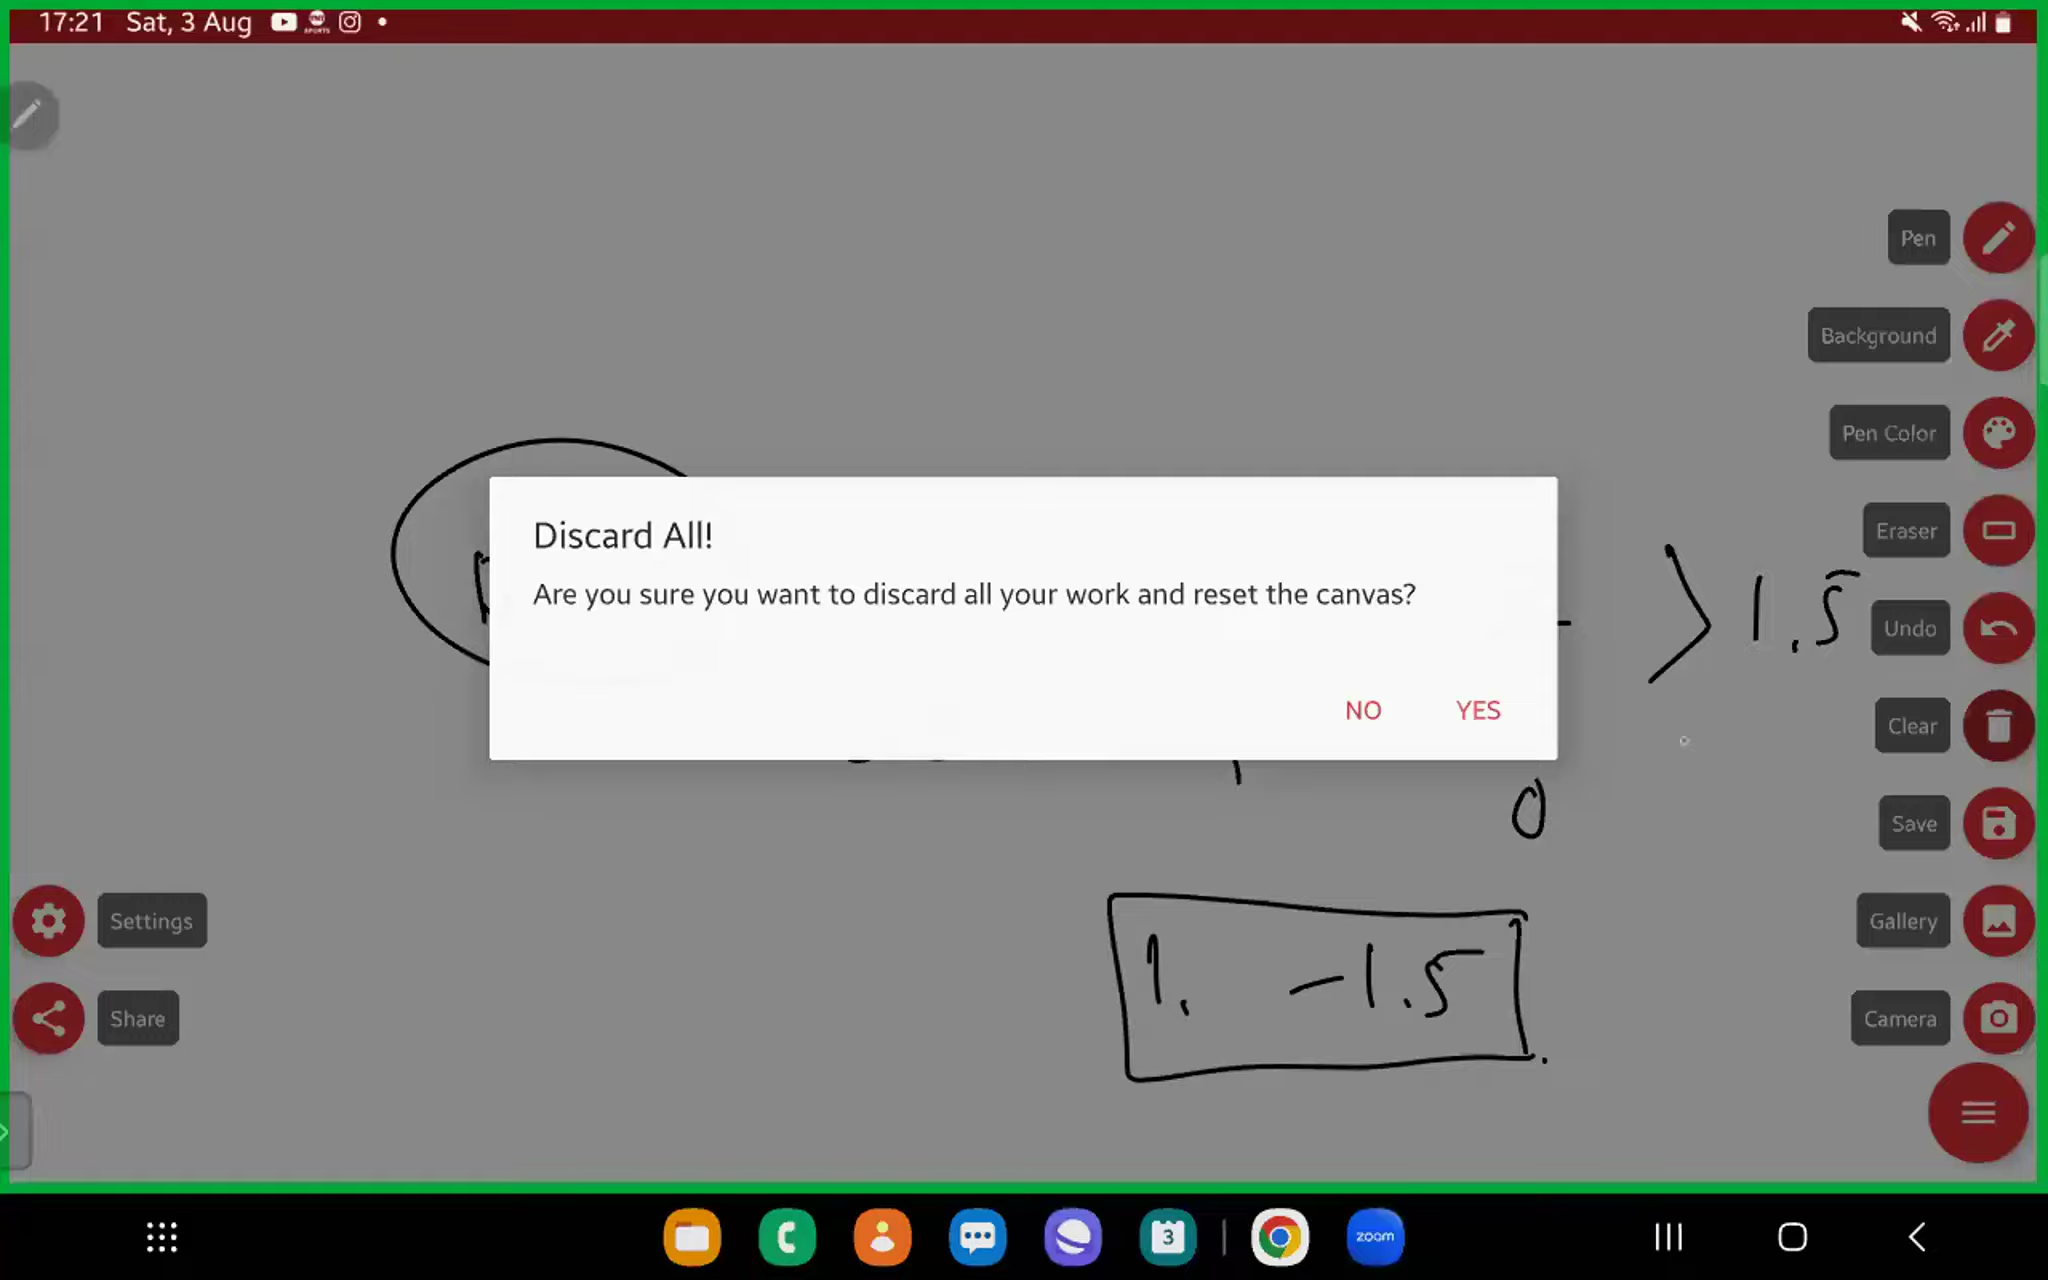 17:21 Sat, 3 Aug
Pen
Background
Pen Color
Eraser
Discard All!
Are you sure you want to discard all your work and reset the canvas?
> 1.5
Undo
NO YES
Clear
0
Save
Settings
Gallery
1. -1.5
Share
Camera
3
zoom